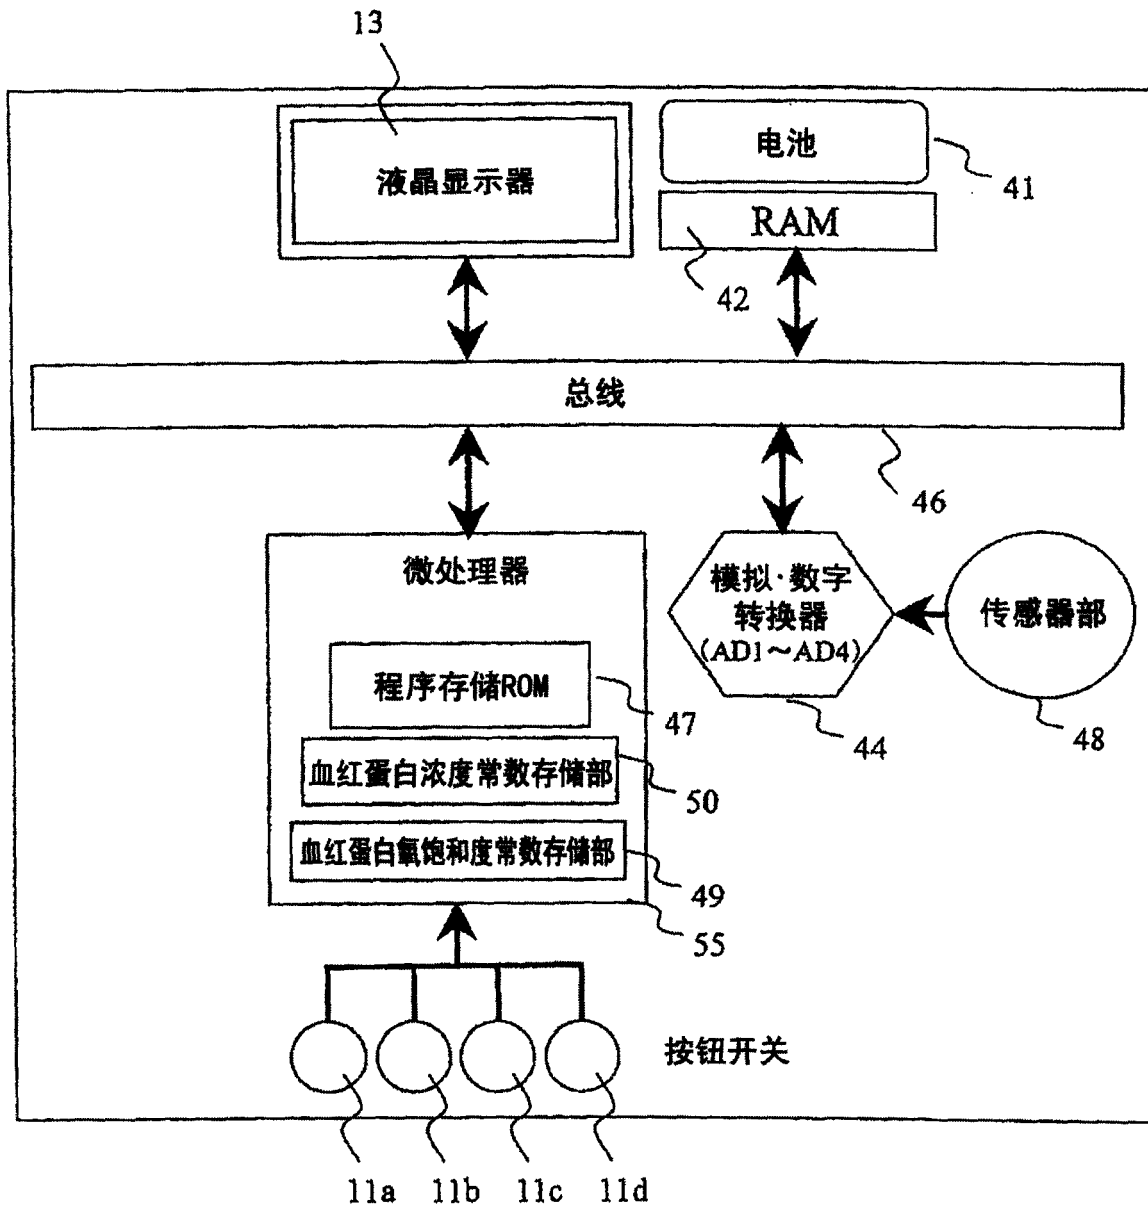 13
电池
液晶显示器
41
RAM
42
总线
46
微处理器
模拟·数字
转换器
(AD1～AD4)
传感器部
程序存储ROM
47
44
48
血红蛋白浓度常数存储部
50
血红蛋白氧饱和度常数存储部
49
55
按钮开关
11a
11b
11c
11d